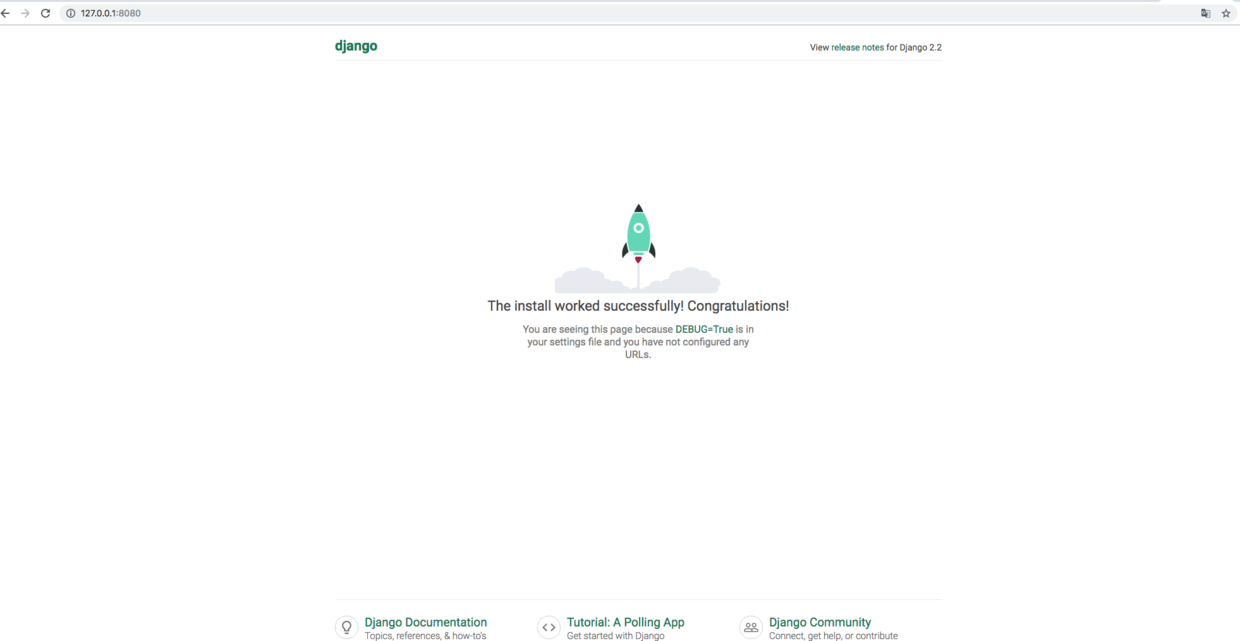 127.0.0.1:8080
django
View release notes for Django 2.2
The install worked successfully! Congratulations!
You are seeing this page because DEBUG=True is in
your settings file and you have not configured any
URLs.
Django Documentation
Topics, references, & how-to's
Tutorial: A Polling App
Get started with Django
Django Community
Connect, get help, or contribute